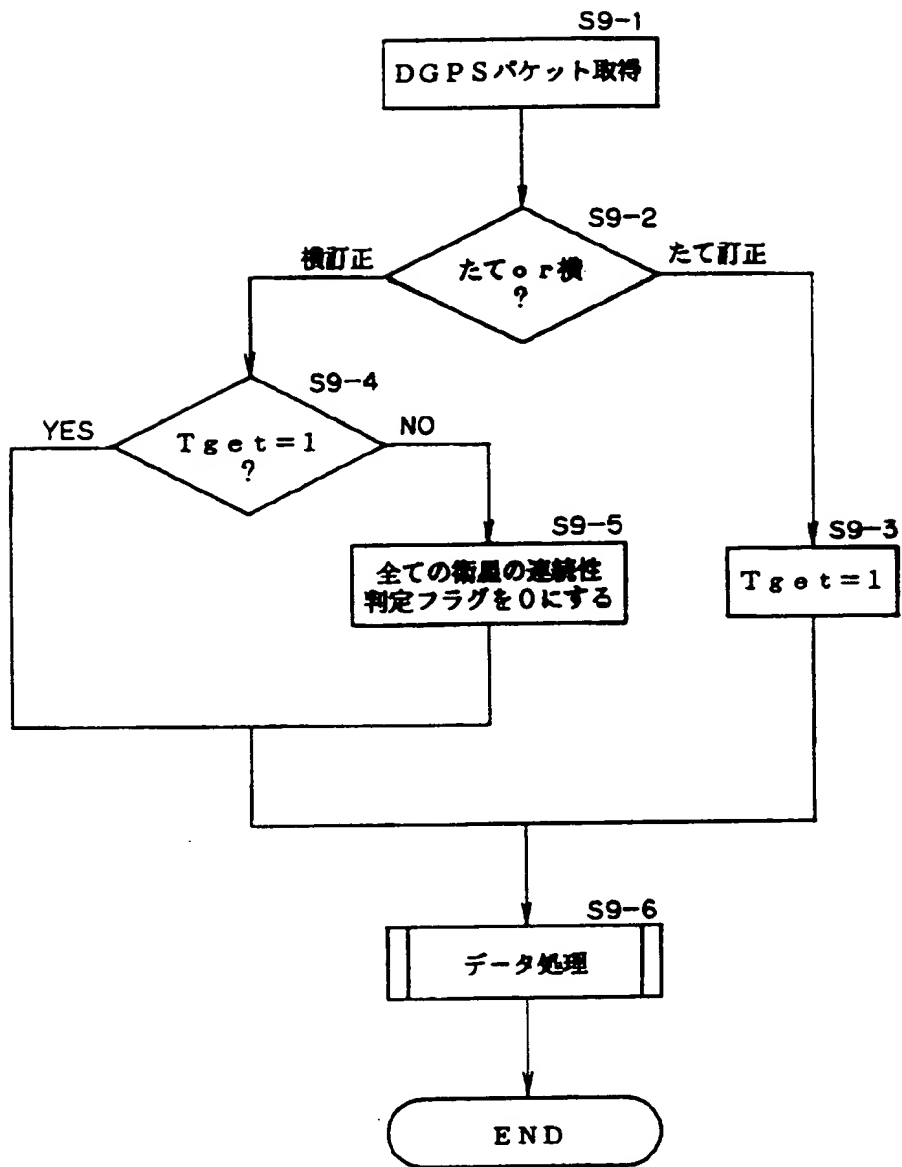 S9-1
DGPSパケット取得
S9-2
たてor横
?
横訂正
たて訂正
S9-4
YES
Tget=1
?
NO
S9-5
全ての衛星の連続性
判定フラグを0にする
S9-3
Tget=1
S9-6
データ処理
END